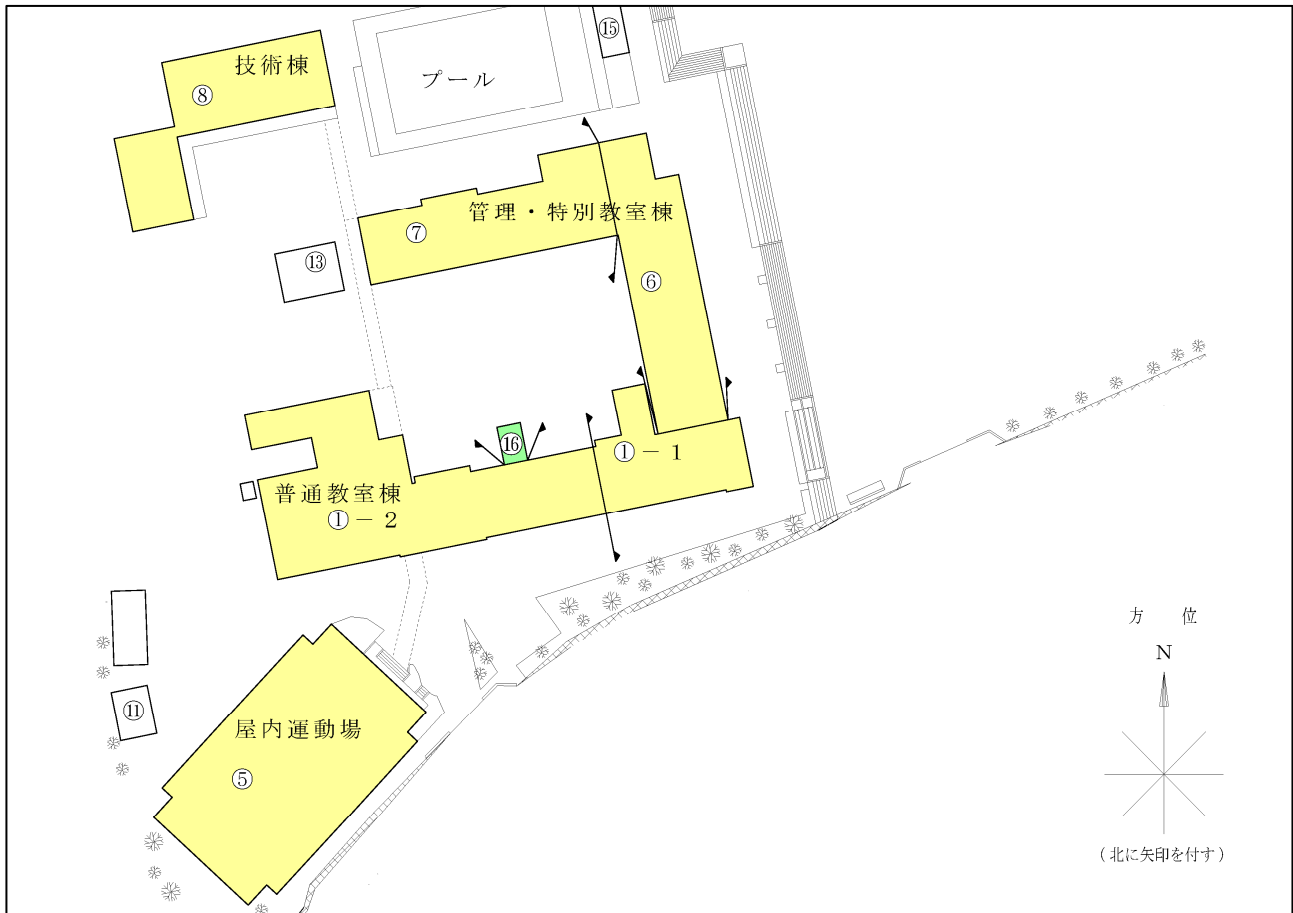 ⑮
技術棟
プール
⑧
管理・特別教室棟
⑦
⑬
⑥
⑯
①－1
普通教室棟
①－2
方　位
N
⑪
屋内運動場
⑤
(北に矢印を付す)